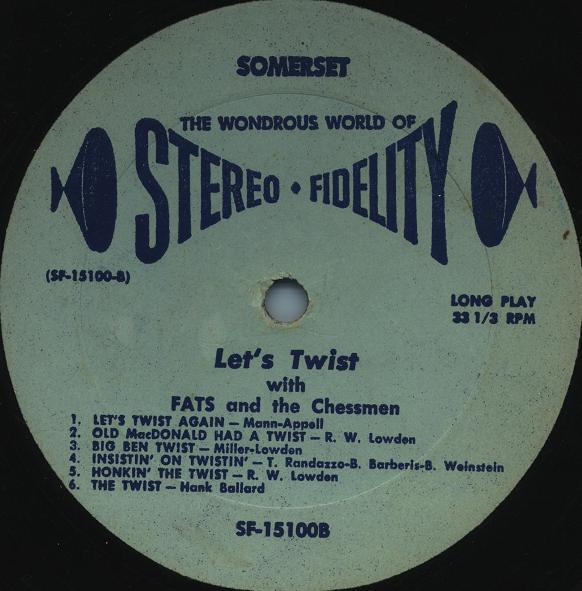 SOMERSET
THE WONDROUS WORLD OF
STEREO • FIDELITY
(SF-15100-B)
LONG PLAY
33 1/3 RPM
Let's Twist
with
FATS and the Chessmen
1. LET'S TWIST AGAIN — Mann-Appell
2. OLD MacDONALD HAD A TWIST — R. W. Lowden
3. BIG BEN TWIST — Miller-Lowden
4. INSISTIN' ON TWISTIN' — T. Randazzo-B. Barberis-B. Weinstein
5. HONKIN' THE TWIST — R. W. Lowden
6. THE TWIST — Hank Ballard
SF-15100B